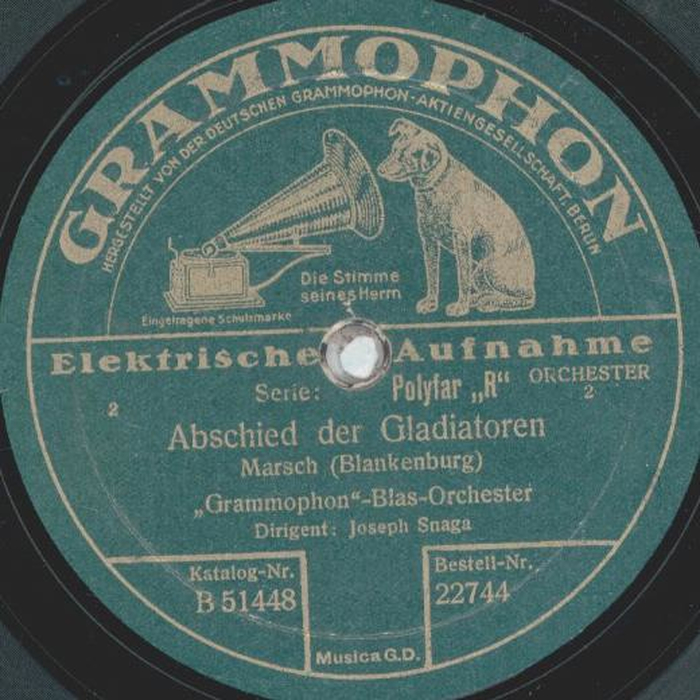 GRAMMOPHON
HERGESTELLT VON DER DEUTSCHEN GRAMMOPHON-AKTIENGESELLSCHAFT. BERLIN
Die Stimme
seines Herrn
Eingetragene Schutzmarke
Elektrische Aufnahme
Serie: Polyfar „R“ ORCHESTER
2 2
Abschied der Gladiatoren
Marsch (Blankenburg)
„Grammophon“-Blas-Orchester
Dirigent: Joseph Snaga
Katalog-Nr. Bestell-Nr.
B 51448 22744
Musica G.D.